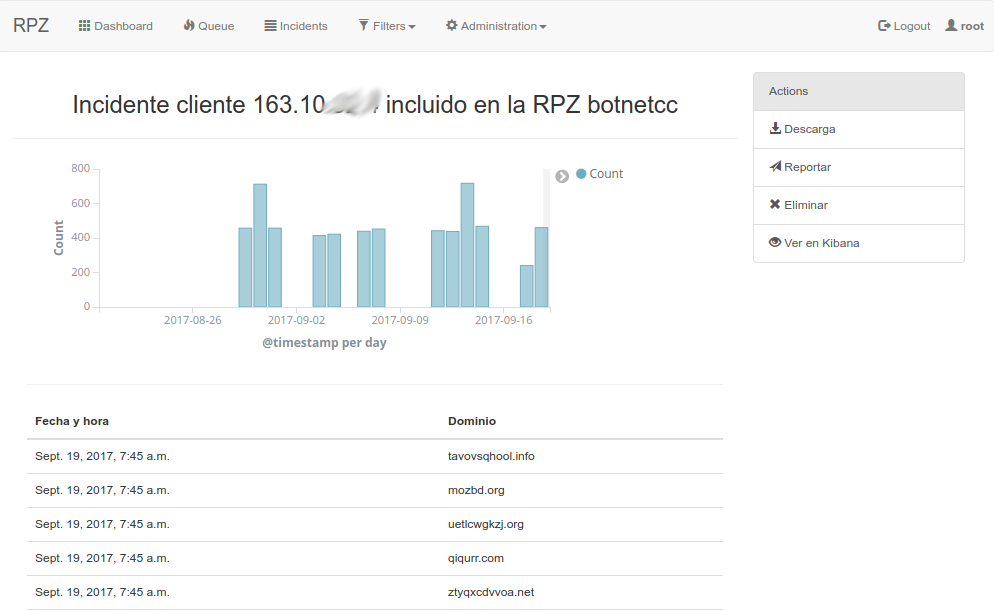 RPZ Dashboard Queue Incidents Filters Administration Logout root
Incidente cliente 163.10 incluido en la RPZ botnetcc
Actions
Descarga
Reportar
Eliminar
Ver en Kibana
Count
800
600
400
200
0
2017-08-26 2017-09-02 2017-09-09 2017-09-16
@timestamp per day
Count
Fecha y hora Dominio
Sept. 19, 2017, 7:45 a.m. tavovsqhool.info
Sept. 19, 2017, 7:45 a.m. mozbd.org
Sept. 19, 2017, 7:45 a.m. uetlcwgkzj.org
Sept. 19, 2017, 7:45 a.m. qiqurr.com
Sept. 19, 2017, 7:45 a.m. ztyqxcdvvoa.net